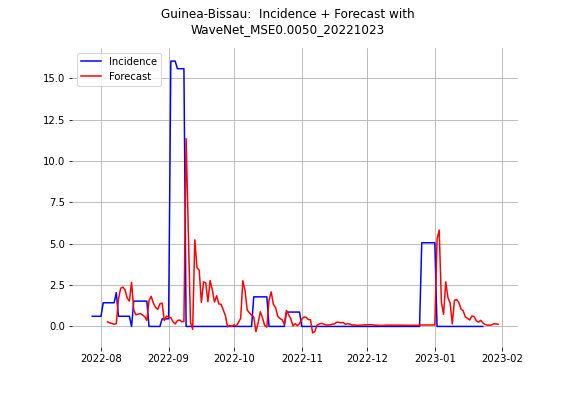 Guinea-Bissau:  Incidence + Forecast with
WaveNet_MSE0.0050_20221023
Incidence
Forecast
15.0
12.5
10.0
7.5
5.0
2.5
0.0
2022-08 2022-09 2022-10 2022-11 2022-12 2023-01 2023-02